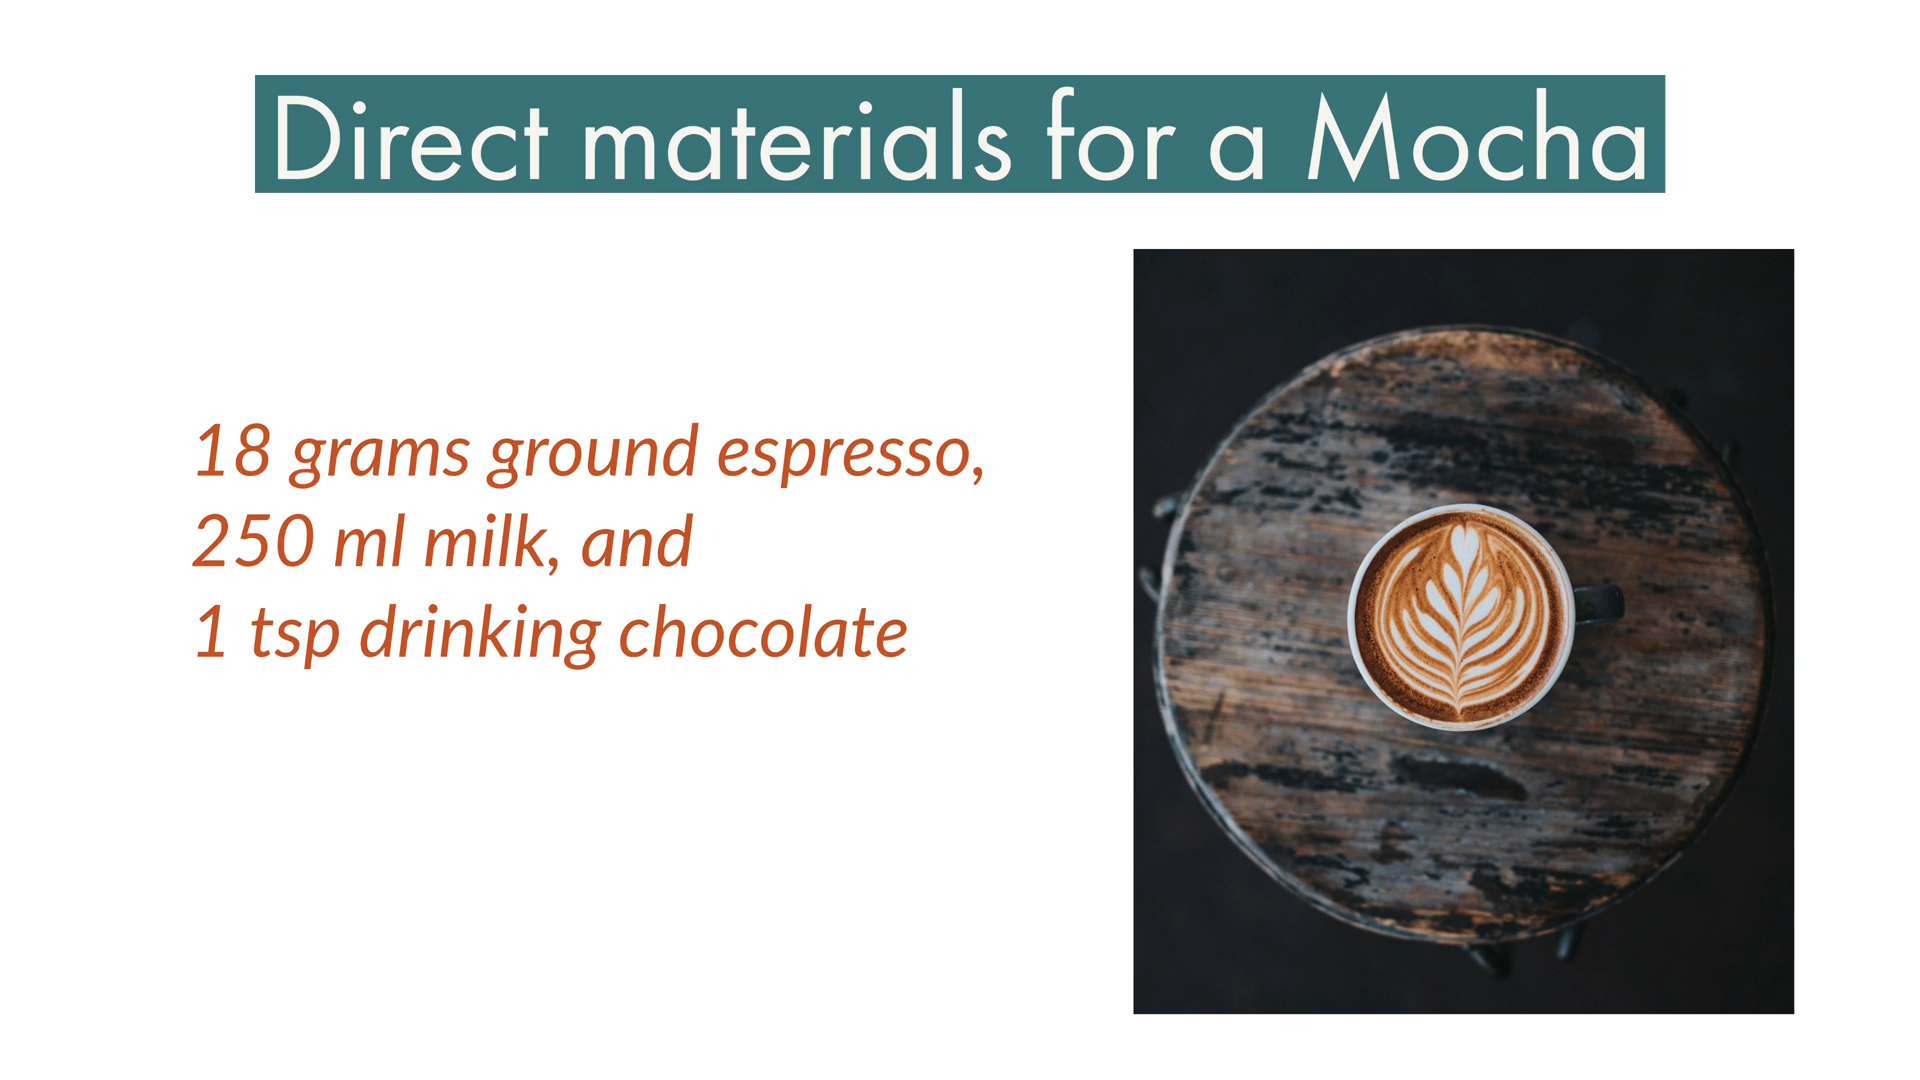 Direct materials for a Mocha
18 grams ground espresso,
250 ml milk, and
1 tsp drinking chocolate